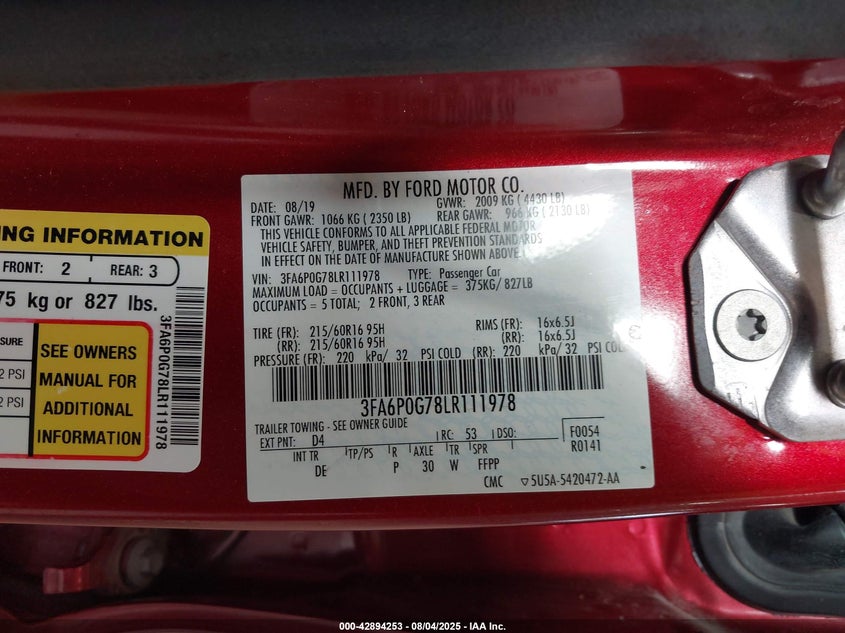 MFD. BY FORD MOTOR CO.
DATE: 08/19 GVWR: 2009 KG ( 4430 LB)
FRONT GAWR: 1066 KG ( 2350 LB) REAR GAWR: 966 KG ( 2130 LB)
THIS VEHICLE CONFORMS TO ALL APPLICABLE FEDERAL MOTOR
VEHICLE SAFETY, BUMPER, AND THEFT PREVENTION STANDARDS
IN EFFECT ON THE DATE OF MANUFACTURE SHOWN ABOVE.
VIN: 3FA6P0G78LR111978 TYPE: Passenger Car
MAXIMUM LOAD = OCCUPANTS + LUGGAGE = 375KG/ 827LB
OCCUPANTS = 5 TOTAL; 2 FRONT, 3 REAR
TIRE (FR): 215/60R16 95H RIMS (FR): 16x6.5J
(RR): 215/60R16 95H (RR): 16x6.5J
PRESSURE (FR): 220 kPa/ 32 PSI COLD (RR): 220 kPa/ 32 PSI COLD
3FA6P0G78LR111978
TRAILER TOWING - SEE OWNER GUIDE
EXT PNT: D4 RC: 53 DSO: F0054
R0141
INT TR TP/PS R AXLE TR SPR
DE P 30 W FFPP
CMC ▽5U5A-5420472-AA
NG INFORMATION
FRONT: 2 REAR: 3
75 kg or 827 lbs.
SURE
2 PSI
2 PSI
SEE OWNERS
MANUAL FOR
ADDITIONAL
INFORMATION
3FA6P0G78LR111978
000-42894253 - 08/04/2025 - IAA Inc.